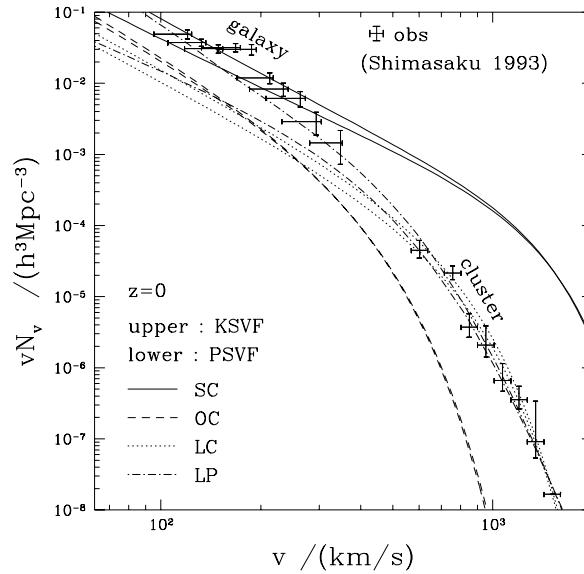 10⁻¹
10⁻²
10⁻³
10⁻⁴
10⁻⁵
10⁻⁶
10⁻⁷
10⁻⁸
vNᵥ /(h³Mpc⁻³)
galaxy
obs
(Shimasaku 1993)
cluster
z=0
upper : KSVF
lower : PSVF
SC
OC
LC
LP
10²
10³
v /(km/s)